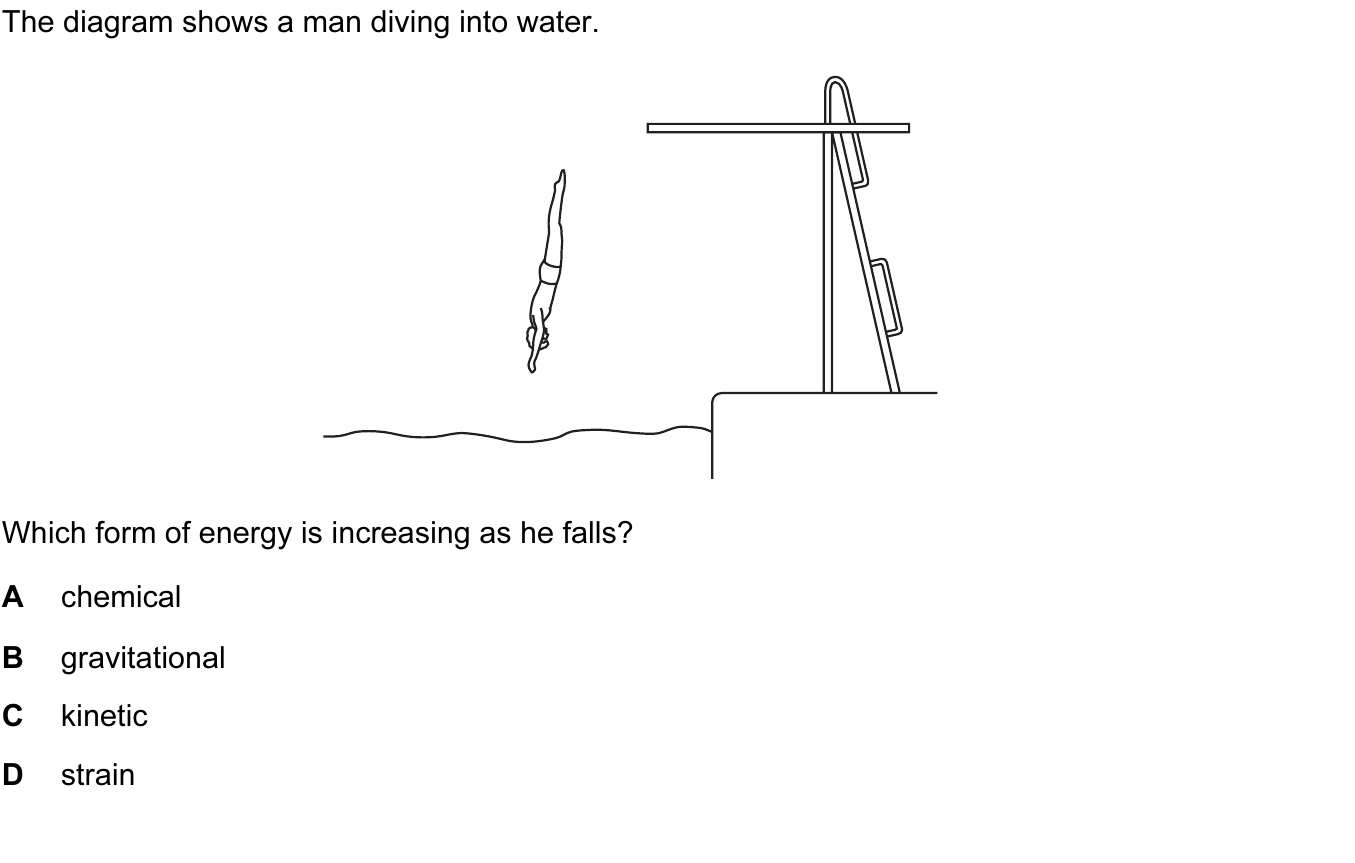 The diagram shows a man diving into water.
Which form of energy is increasing as he falls?
A chemical
B gravitational
C kinetic
D strain